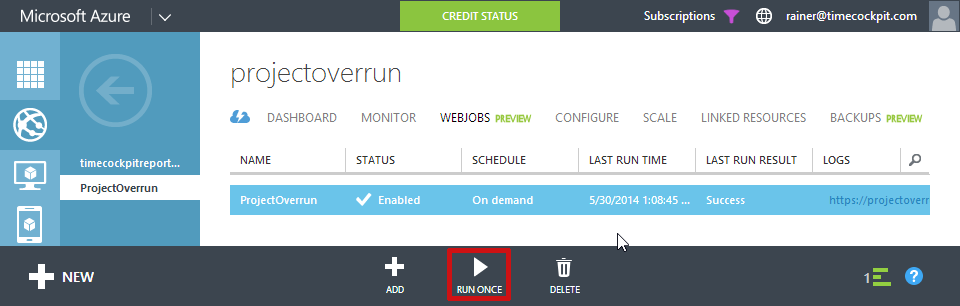 Microsoft Azure CREDIT STATUS Subscriptions rainer@timecockpit.com
projectoverrun
DASHBOARD MONITOR WEBJOBS PREVIEW CONFIGURE SCALE LINKED RESOURCES BACKUPS PREVIEW
timecockpitreport...
NAME STATUS SCHEDULE LAST RUN TIME LAST RUN RESULT LOGS
ProjectOverrun
ProjectOverrun Enabled On demand 5/30/2014 1:08:45 ... Success https://projectoverr
NEW ADD RUN ONCE DELETE 1 ?